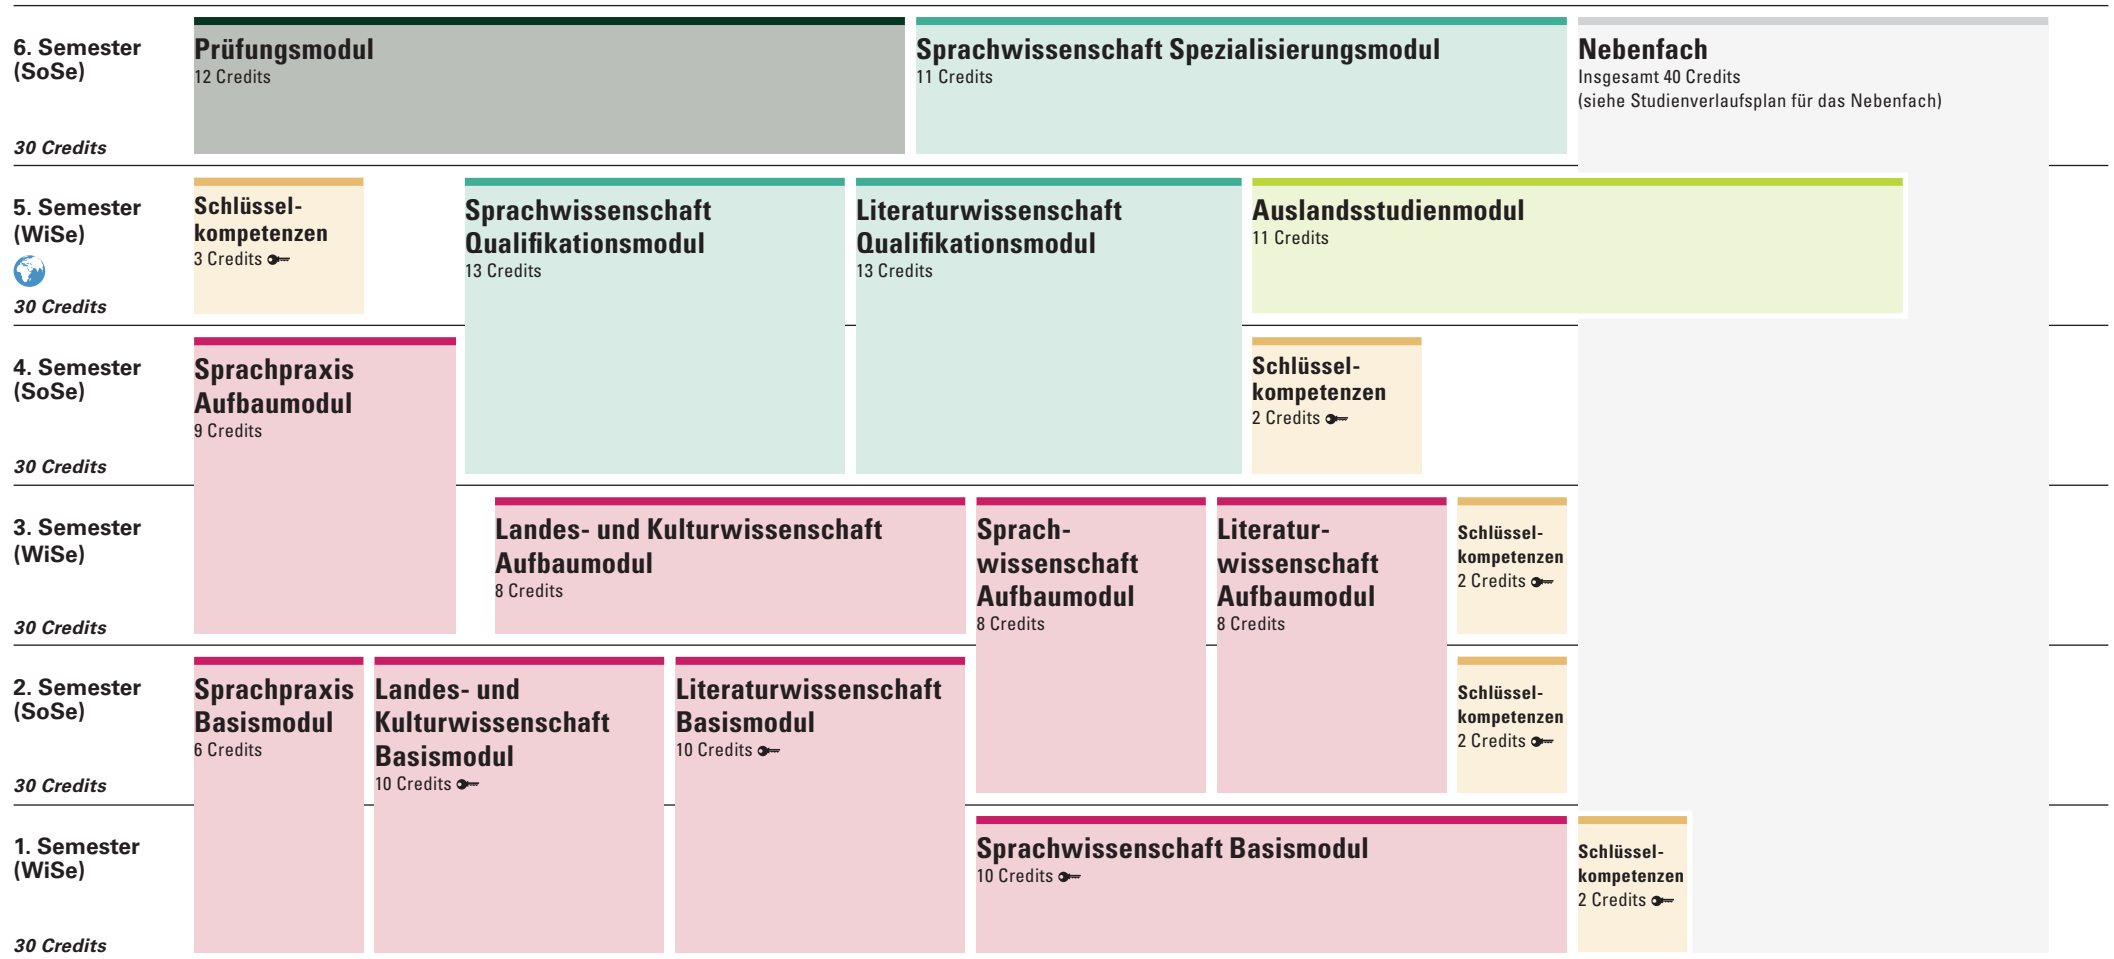 6. Semester
(SoSe)
30 Credits
Prüfungsmodul
12 Credits
Sprachwissenschaft Spezialisierungsmodul
11 Credits
Nebenfach
Insgesamt 40 Credits
(siehe Studienverlaufsplan für das Nebenfach)
5. Semester
(WiSe)
30 Credits
Schlüssel-
kompetenzen
3 Credits
Sprachwissenschaft
Qualifikationsmodul
13 Credits
Literaturwissenschaft
Qualifikationsmodul
13 Credits
Auslandsstudienmodul
11 Credits
4. Semester
(SoSe)
30 Credits
Sprachpraxis
Aufbaumodul
9 Credits
Schlüssel-
kompetenzen
2 Credits
3. Semester
(WiSe)
30 Credits
Landes- und Kulturwissenschaft
Aufbaumodul
8 Credits
Sprach-
wissenschaft
Aufbaumodul
8 Credits
Literatur-
wissenschaft
Aufbaumodul
8 Credits
Schlüssel-
kompetenzen
2 Credits
2. Semester
(SoSe)
30 Credits
Sprachpraxis
Basismodul
6 Credits
Landes- und
Kulturwissenschaft
Basismodul
10 Credits
Literaturwissenschaft
Basismodul
10 Credits
Schlüssel-
kompetenzen
2 Credits
1. Semester
(WiSe)
30 Credits
Sprachwissenschaft Basismodul
10 Credits
Schlüssel-
kompetenzen
2 Credits